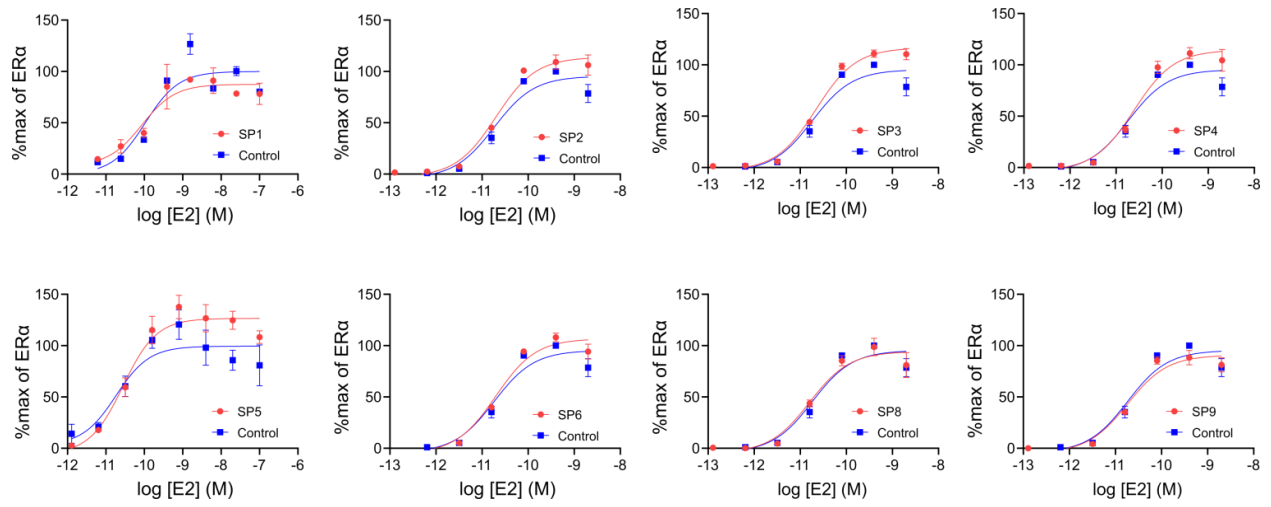 %max of ERα
150
100
50
0
-12 -11 -10 -9 -8 -7 -6
log [E2] (M)
SP1
Control
%max of ERα
150
100
50
0
-13 -12 -11 -10 -9 -8
log [E2] (M)
SP2
Control
%max of ERα
150
100
50
0
-13 -12 -11 -10 -9 -8
log [E2] (M)
SP3
Control
%max of ERα
150
100
50
0
-13 -12 -11 -10 -9 -8
log [E2] (M)
SP4
Control
%max of ERα
150
100
50
0
-12 -11 -10 -9 -8 -7 -6
log [E2] (M)
SP5
Control
%max of ERα
150
100
50
0
-13 -12 -11 -10 -9 -8
log [E2] (M)
SP6
Control
%max of ERα
150
100
50
0
-13 -12 -11 -10 -9 -8
log [E2] (M)
SP8
Control
%max of ERα
150
100
50
0
-13 -12 -11 -10 -9 -8
log [E2] (M)
SP9
Control